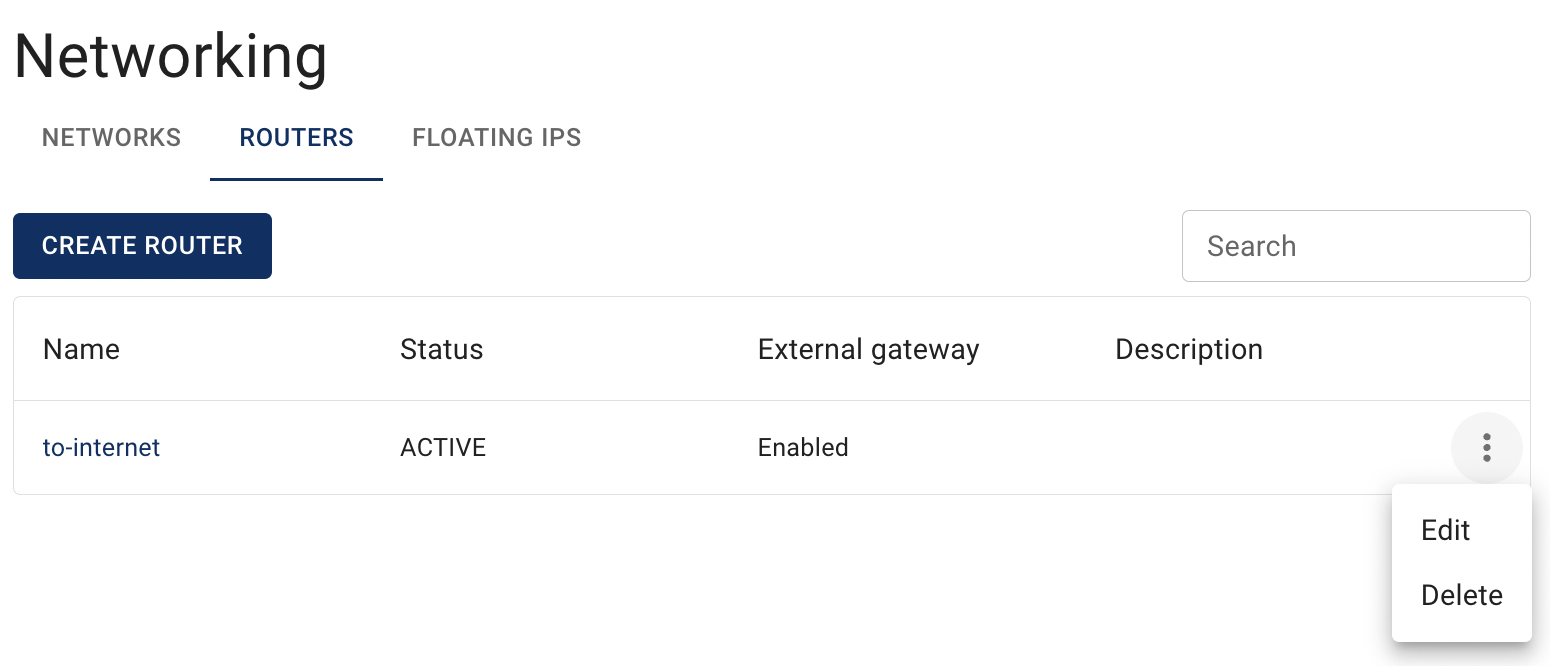 Networking
NETWORKS ROUTERS FLOATING IPS
CREATE ROUTER Search
Name Status External gateway Description
to-internet ACTIVE Enabled
Edit
Delete